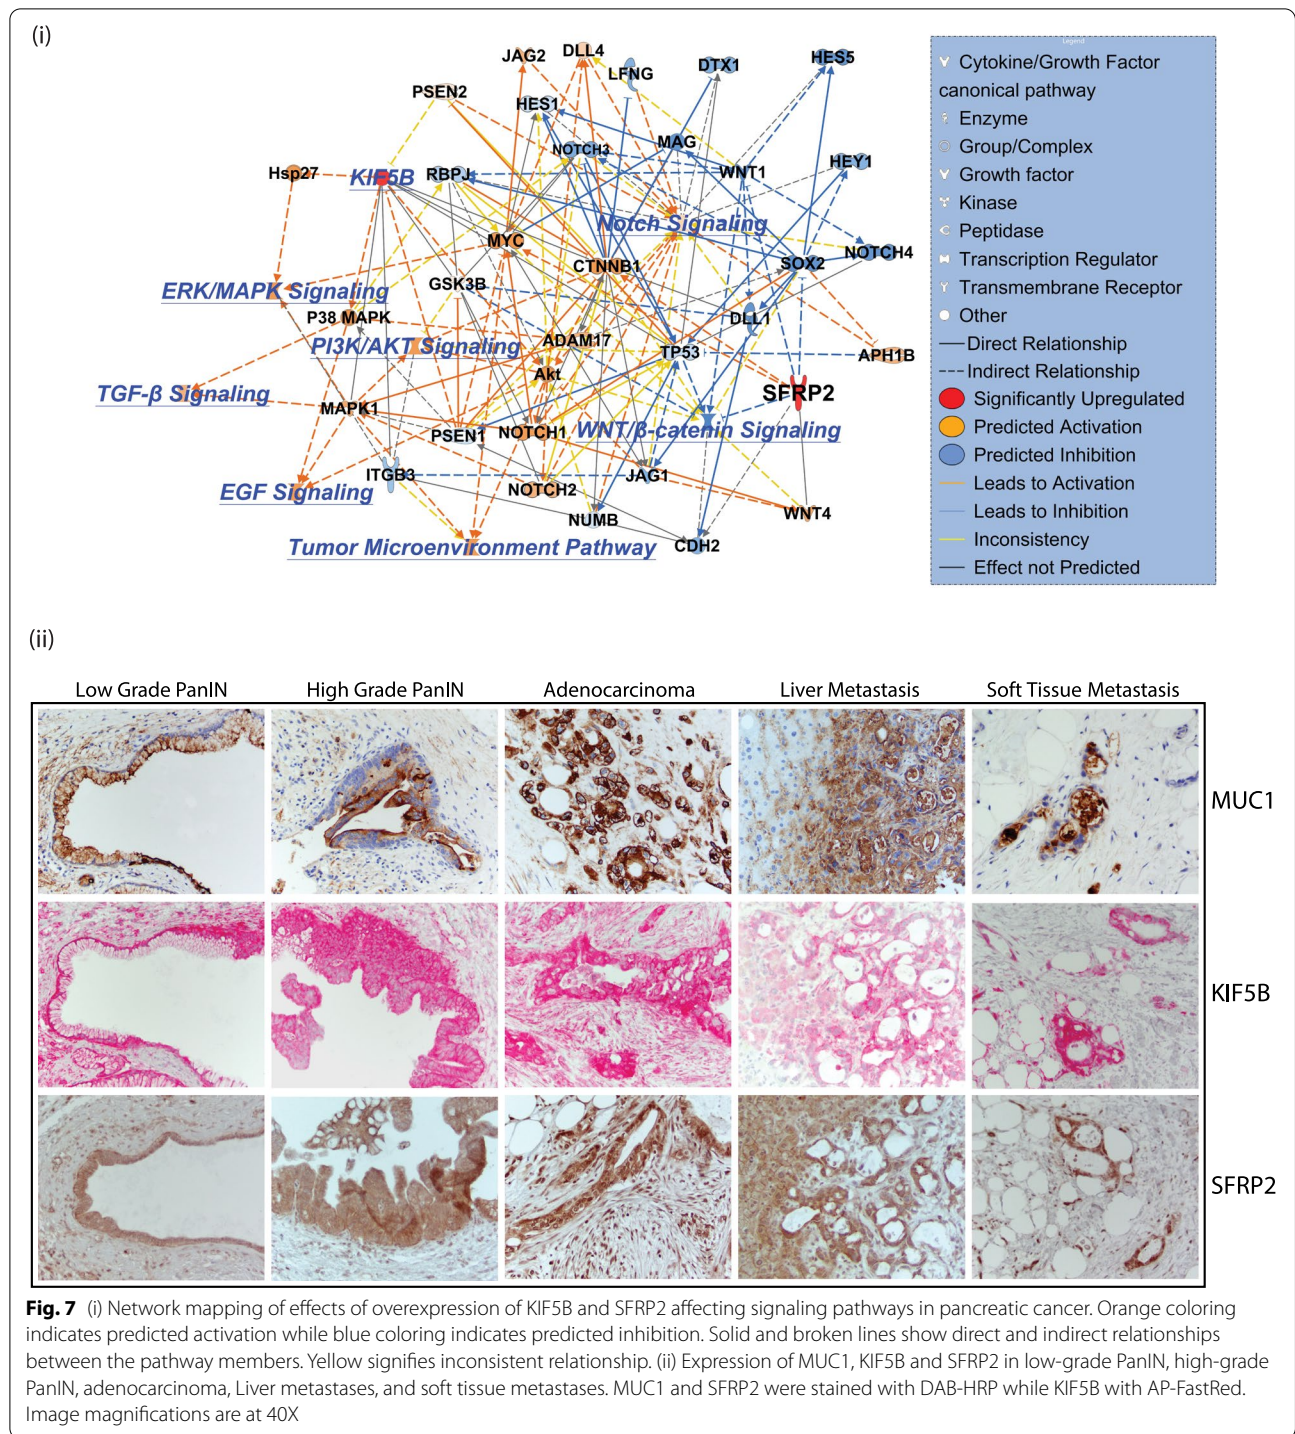 (i)
JAG2
DLL4
LFNG
DTX1
HES5
PSEN2
HES1
NOTCH3
MAG
WNT1
HEY1
Hsp27
KIF5B
RBPJ
Notch Signaling
MYC
CTNNB1
SOX2
NOTCH4
GSK3B
ERK/MAPK Signaling
P38 MAPK
DLL1
PI3K/AKT Signaling
ADAM17
TP53
APH1B
Akt
TGF-β Signaling
SFRP2
MAPK1
PSEN1
NOTCH1
WNT/β-catenin Signaling
ITGB3
JAG1
EGF Signaling
NOTCH2
NUMB
WNT4
Tumor Microenvironment Pathway
CDH2
Legend
Cytokine/Growth Factor
canonical pathway
Enzyme
Group/Complex
Growth factor
Kinase
Peptidase
Transcription Regulator
Transmembrane Receptor
Other
Direct Relationship
Indirect Relationship
Significantly Upregulated
Predicted Activation
Predicted Inhibition
Leads to Activation
Leads to Inhibition
Inconsistency
Effect not Predicted
(ii)
Low Grade PanIN
High Grade PanIN
Adenocarcinoma
Liver Metastasis
Soft Tissue Metastasis
MUC1
KIF5B
SFRP2
Fig. 7 (i) Network mapping of effects of overexpression of KIF5B and SFRP2 affecting signaling pathways in pancreatic cancer. Orange coloring
indicates predicted activation while blue coloring indicates predicted inhibition. Solid and broken lines show direct and indirect relationships
between the pathway members. Yellow signifies inconsistent relationship. (ii) Expression of MUC1, KIF5B and SFRP2 in low-grade PanIN, high-grade
PanIN, adenocarcinoma, Liver metastases, and soft tissue metastases. MUC1 and SFRP2 were stained with DAB-HRP while KIF5B with AP-FastRed.
Image magnifications are at 40X